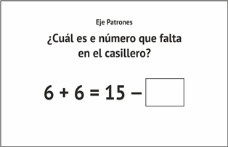 Eje Patrones
¿Cuál es e número que falta
en el casillero?
6 + 6 = 15 –